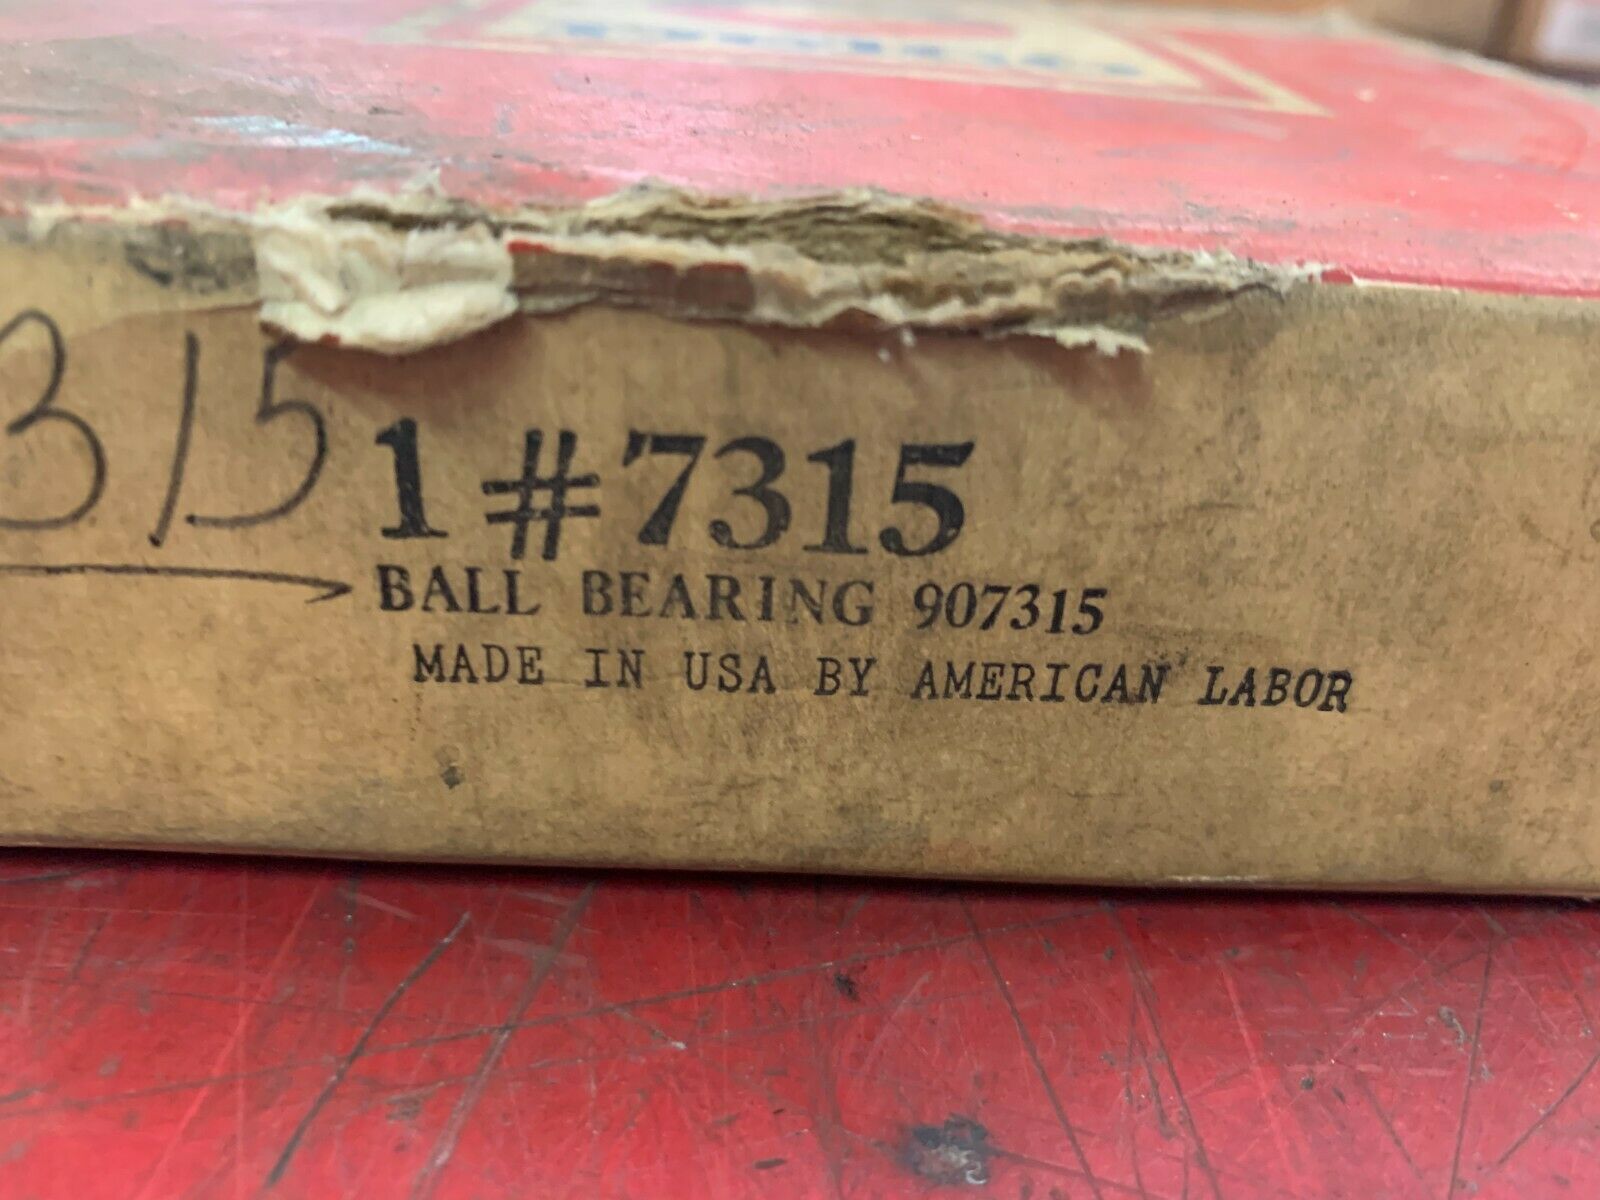 315
1 # 7315
BALL BEARING 907315
MADE IN USA BY AMERICAN LABOR